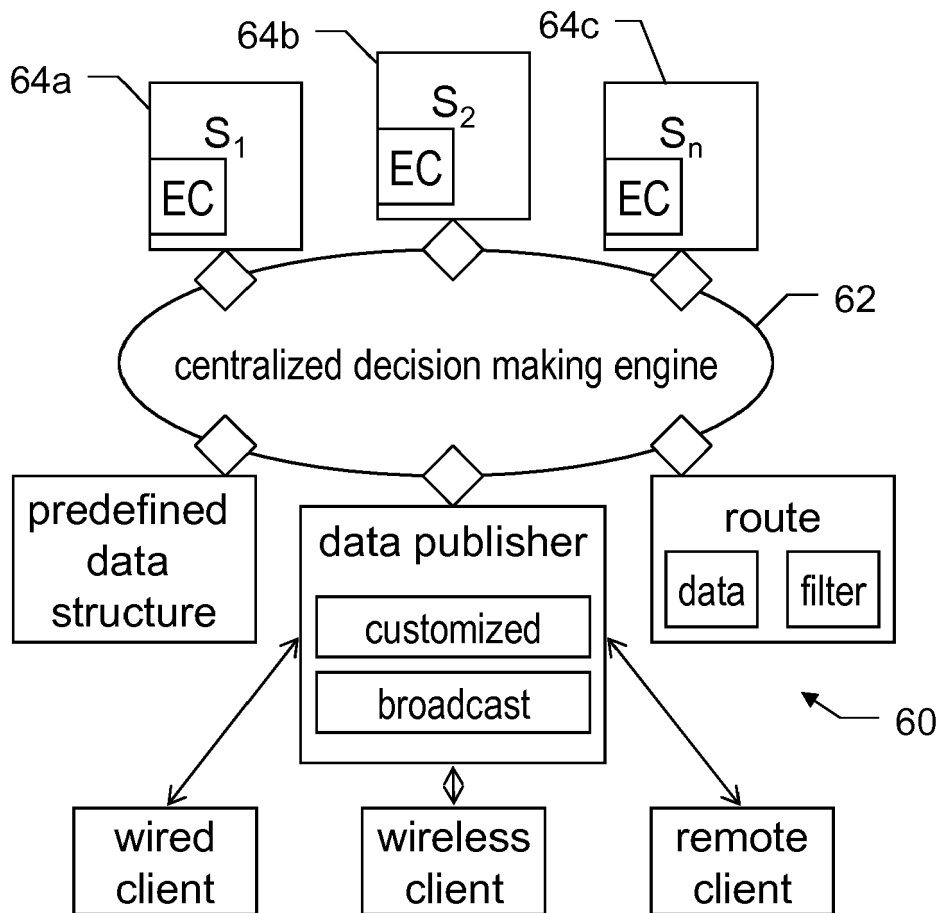 64b
64c
64a
S1
S2
Sn
EC
EC
EC
62
centralized decision making engine
predefined
data
structure
data publisher
customized
broadcast
route
data
filter
60
wired
client
wireless
client
remote
client